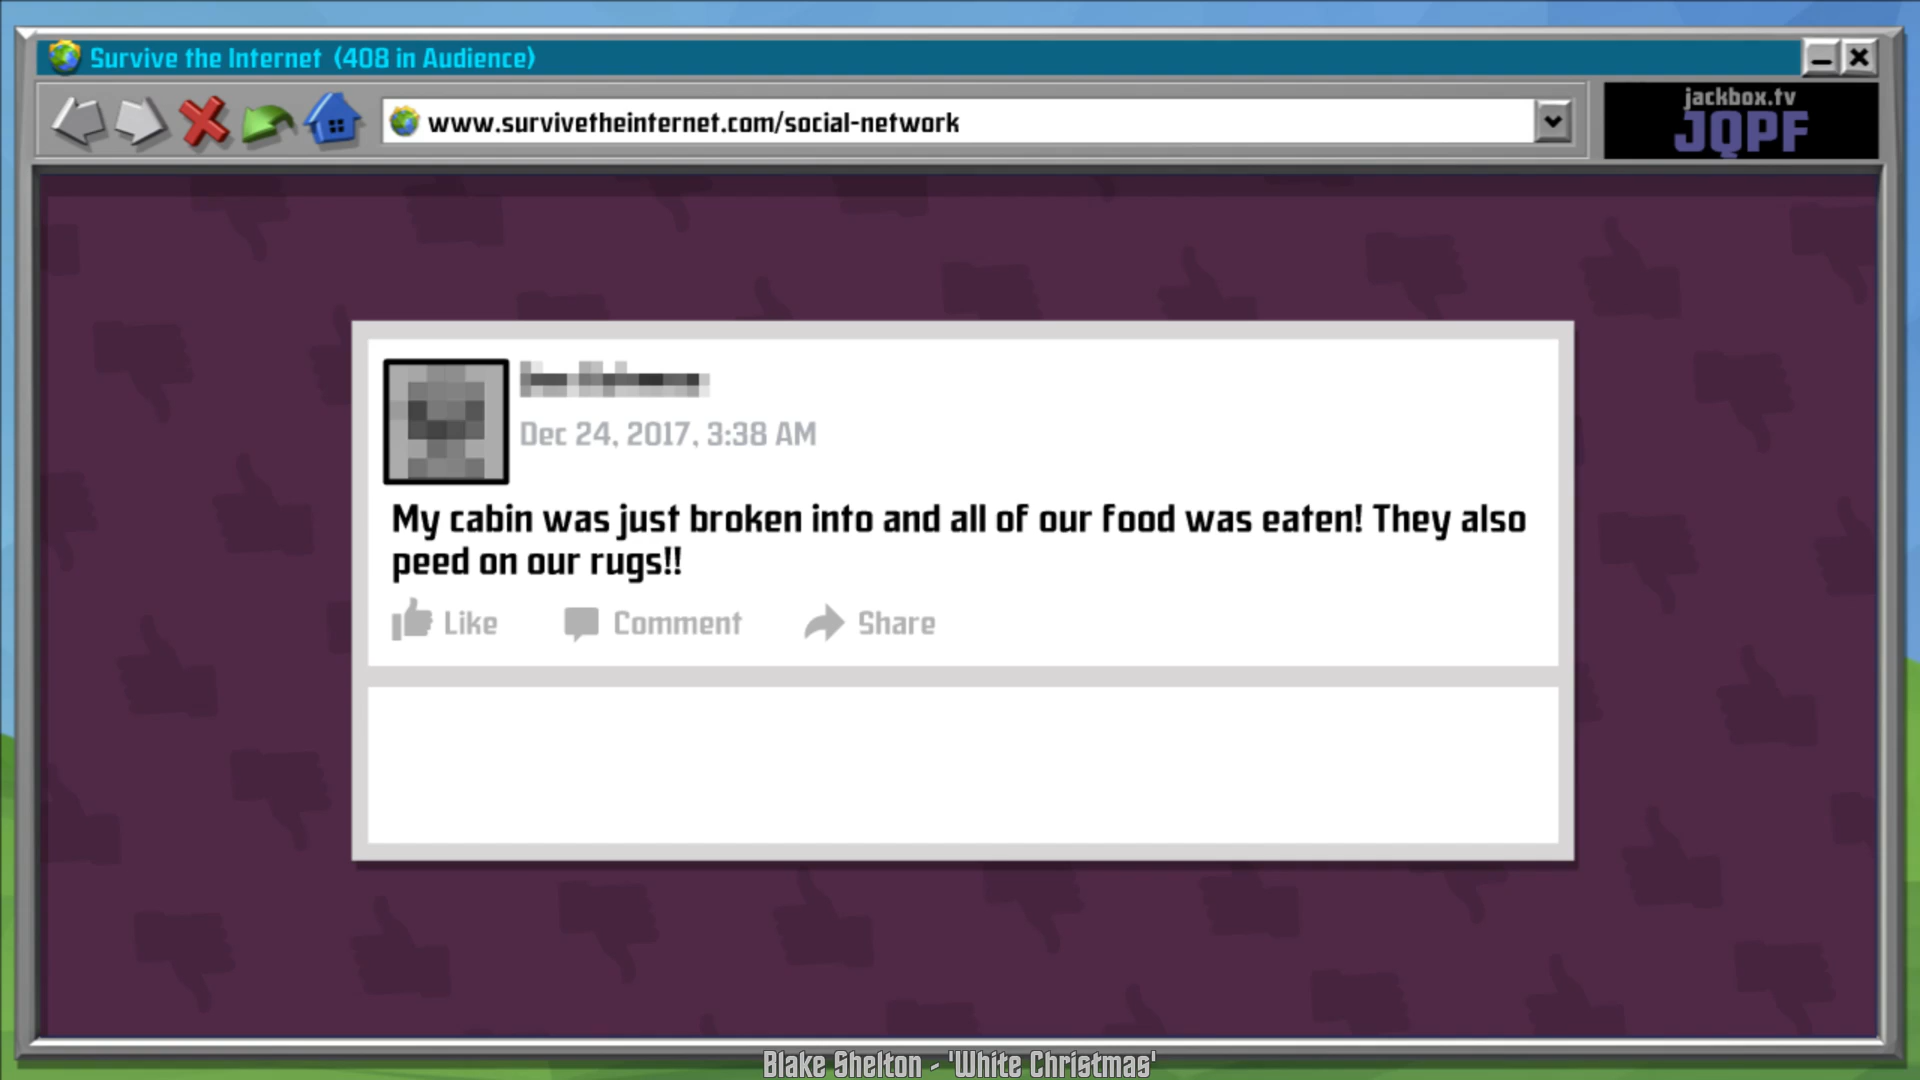 Survive the Internet (408 in Audience)
www.survivetheinternet.com/social-network
jackbox.tv
JQPF
Dec 24, 2017, 3:38 AM
My cabin was just broken into and all of our food was eaten! They also
peed on our rugs!!
Like Comment Share
Blake Shelton - 'White Christmas'